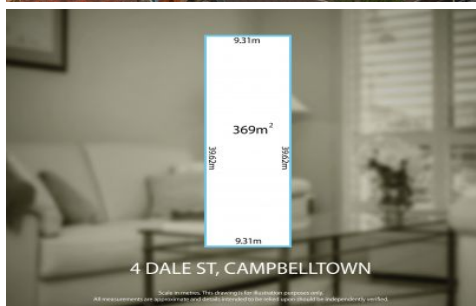 9.31m
369m²
39.62m
39.62m
9.31m
4 DALE ST, CAMPBELLTOWN
Scale in metres. This drawing is for illustration purposes only.
All measurements are approximate and details intended to be relied upon should be independently verified.